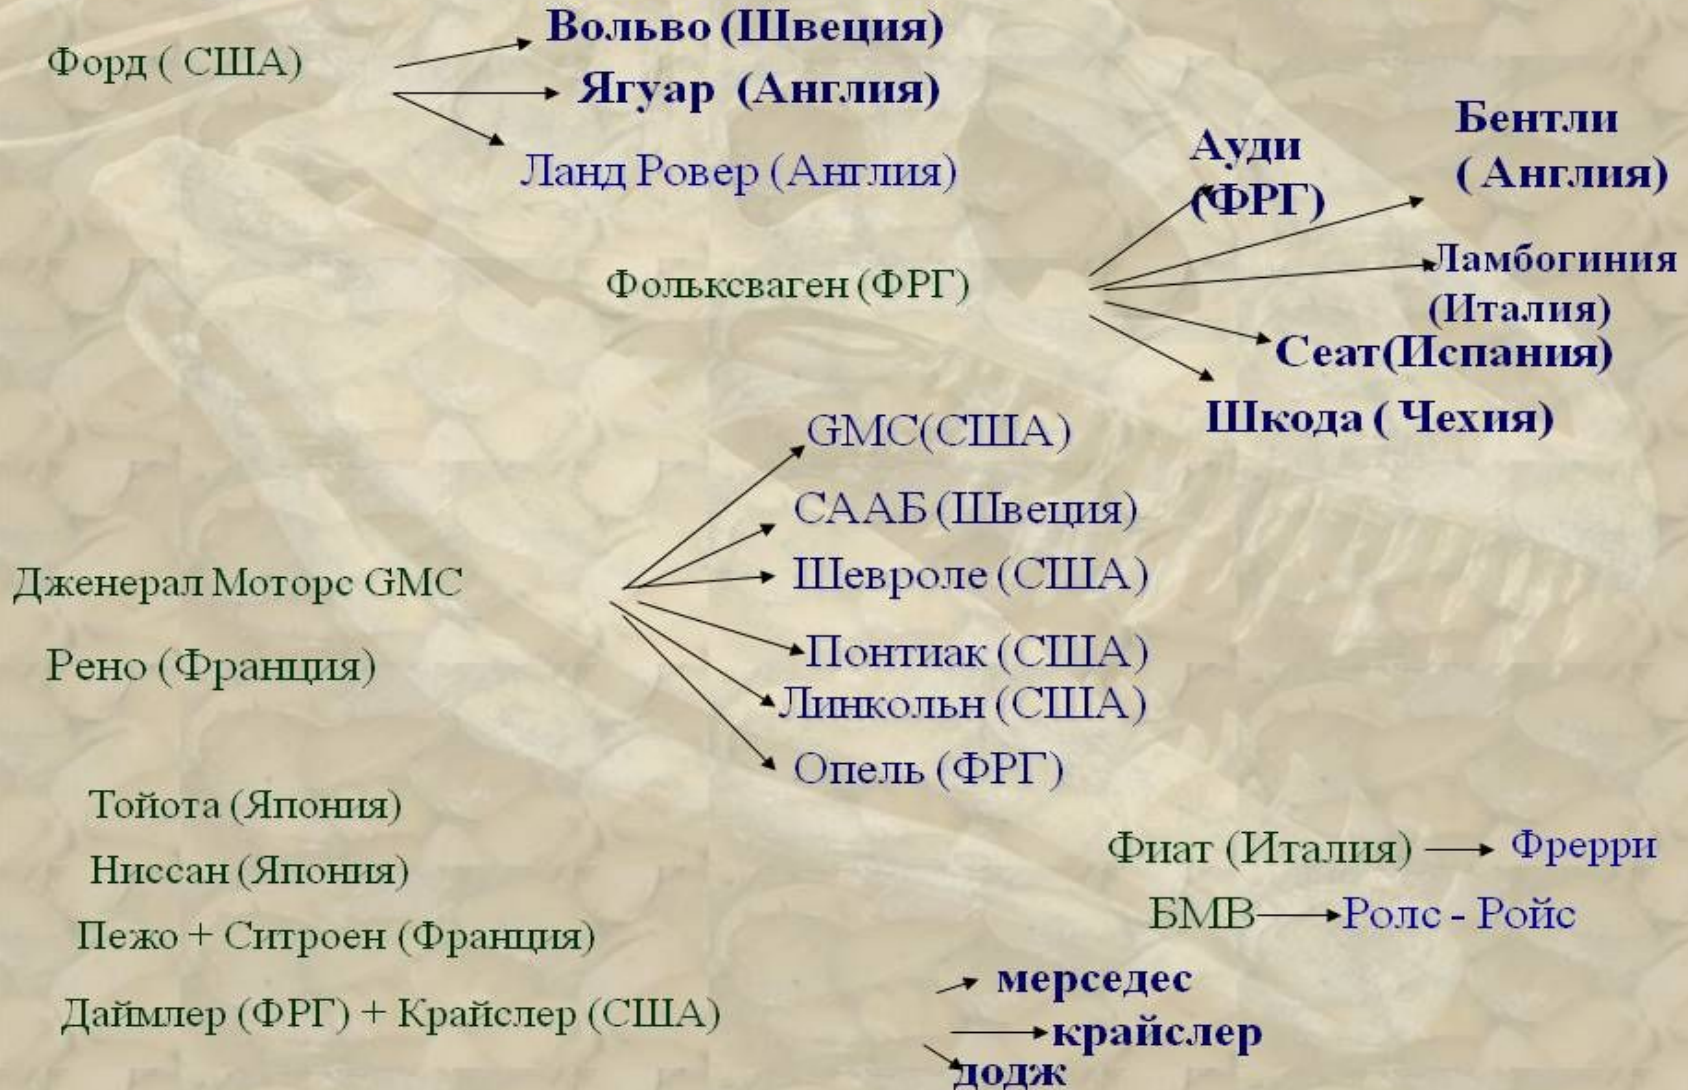 Форд ( США)
Вольво (Швеция)
Ягуар (Англия)
Ланд Ровер (Англия)
Фольксваген (ФРГ)
Ауди
(ФРГ)
Бентли
( Англия)
Ламбогиния
(Италия)
Сеат(Испания)
Шкода ( Чехия)
Дженерал Моторс GMC
GMC(США)
СААБ (Швеция)
Шевроле (США)
Понтиак (США)
Линкольн (США)
Опель (ФРГ)
Рено (Франция)
Тойота (Япония)
Ниссан (Япония)
Пежо + Ситроен (Франция)
Фиат (Италия)
Фрерри
БМВ
Ролс - Ройс
Даймлер (ФРГ) + Крайслер (США)
мерседес
крайслер
додж